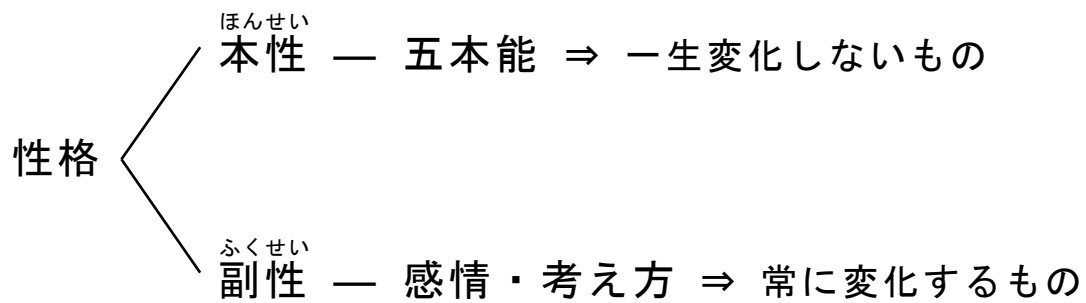 ほんせい
本性 ― 五本能 ⇒ 一生変化しないもの
性格
ふくせい
副性 ― 感情・考え方 ⇒ 常に変化するもの